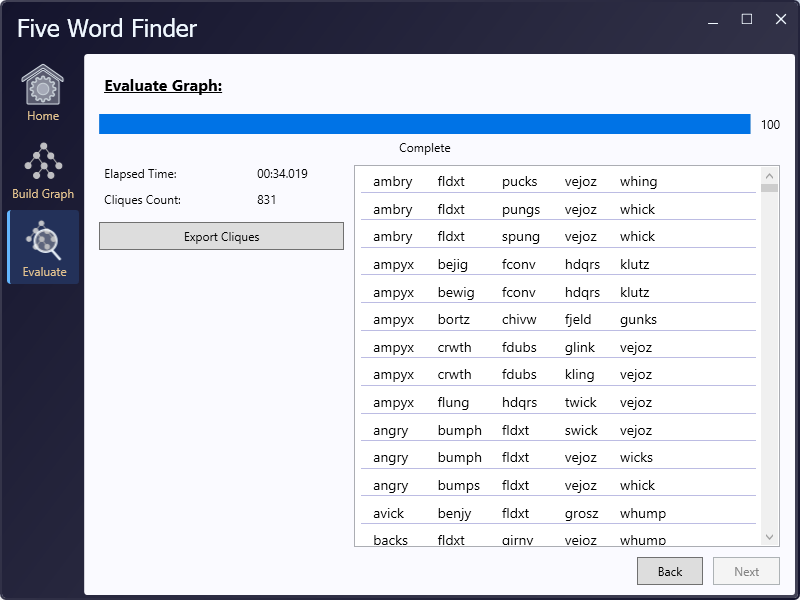 Five Word Finder
Home
Build Graph
Evaluate
Evaluate Graph:
100
Complete
Elapsed Time: 00:34.019
Cliques Count: 831
Export Cliques
ambry fldxt pucks vejoz whing
ambry fldxt pungs vejoz whick
ambry fldxt spung vejoz whick
ampyx bejig fconv hdqrs klutz
ampyx bewig fconv hdqrs klutz
ampyx bortz chivw fjeld gunks
ampyx crwth fdubs glink vejoz
ampyx crwth fdubs kling vejoz
ampyx flung hdqrs twick vejoz
angry bumph fldxt swick vejoz
angry bumph fldxt vejoz wicks
angry bumps fldxt vejoz whick
avick benjy fldxt grosz whump
backs fldxt girny vejoz whump
Back
Next